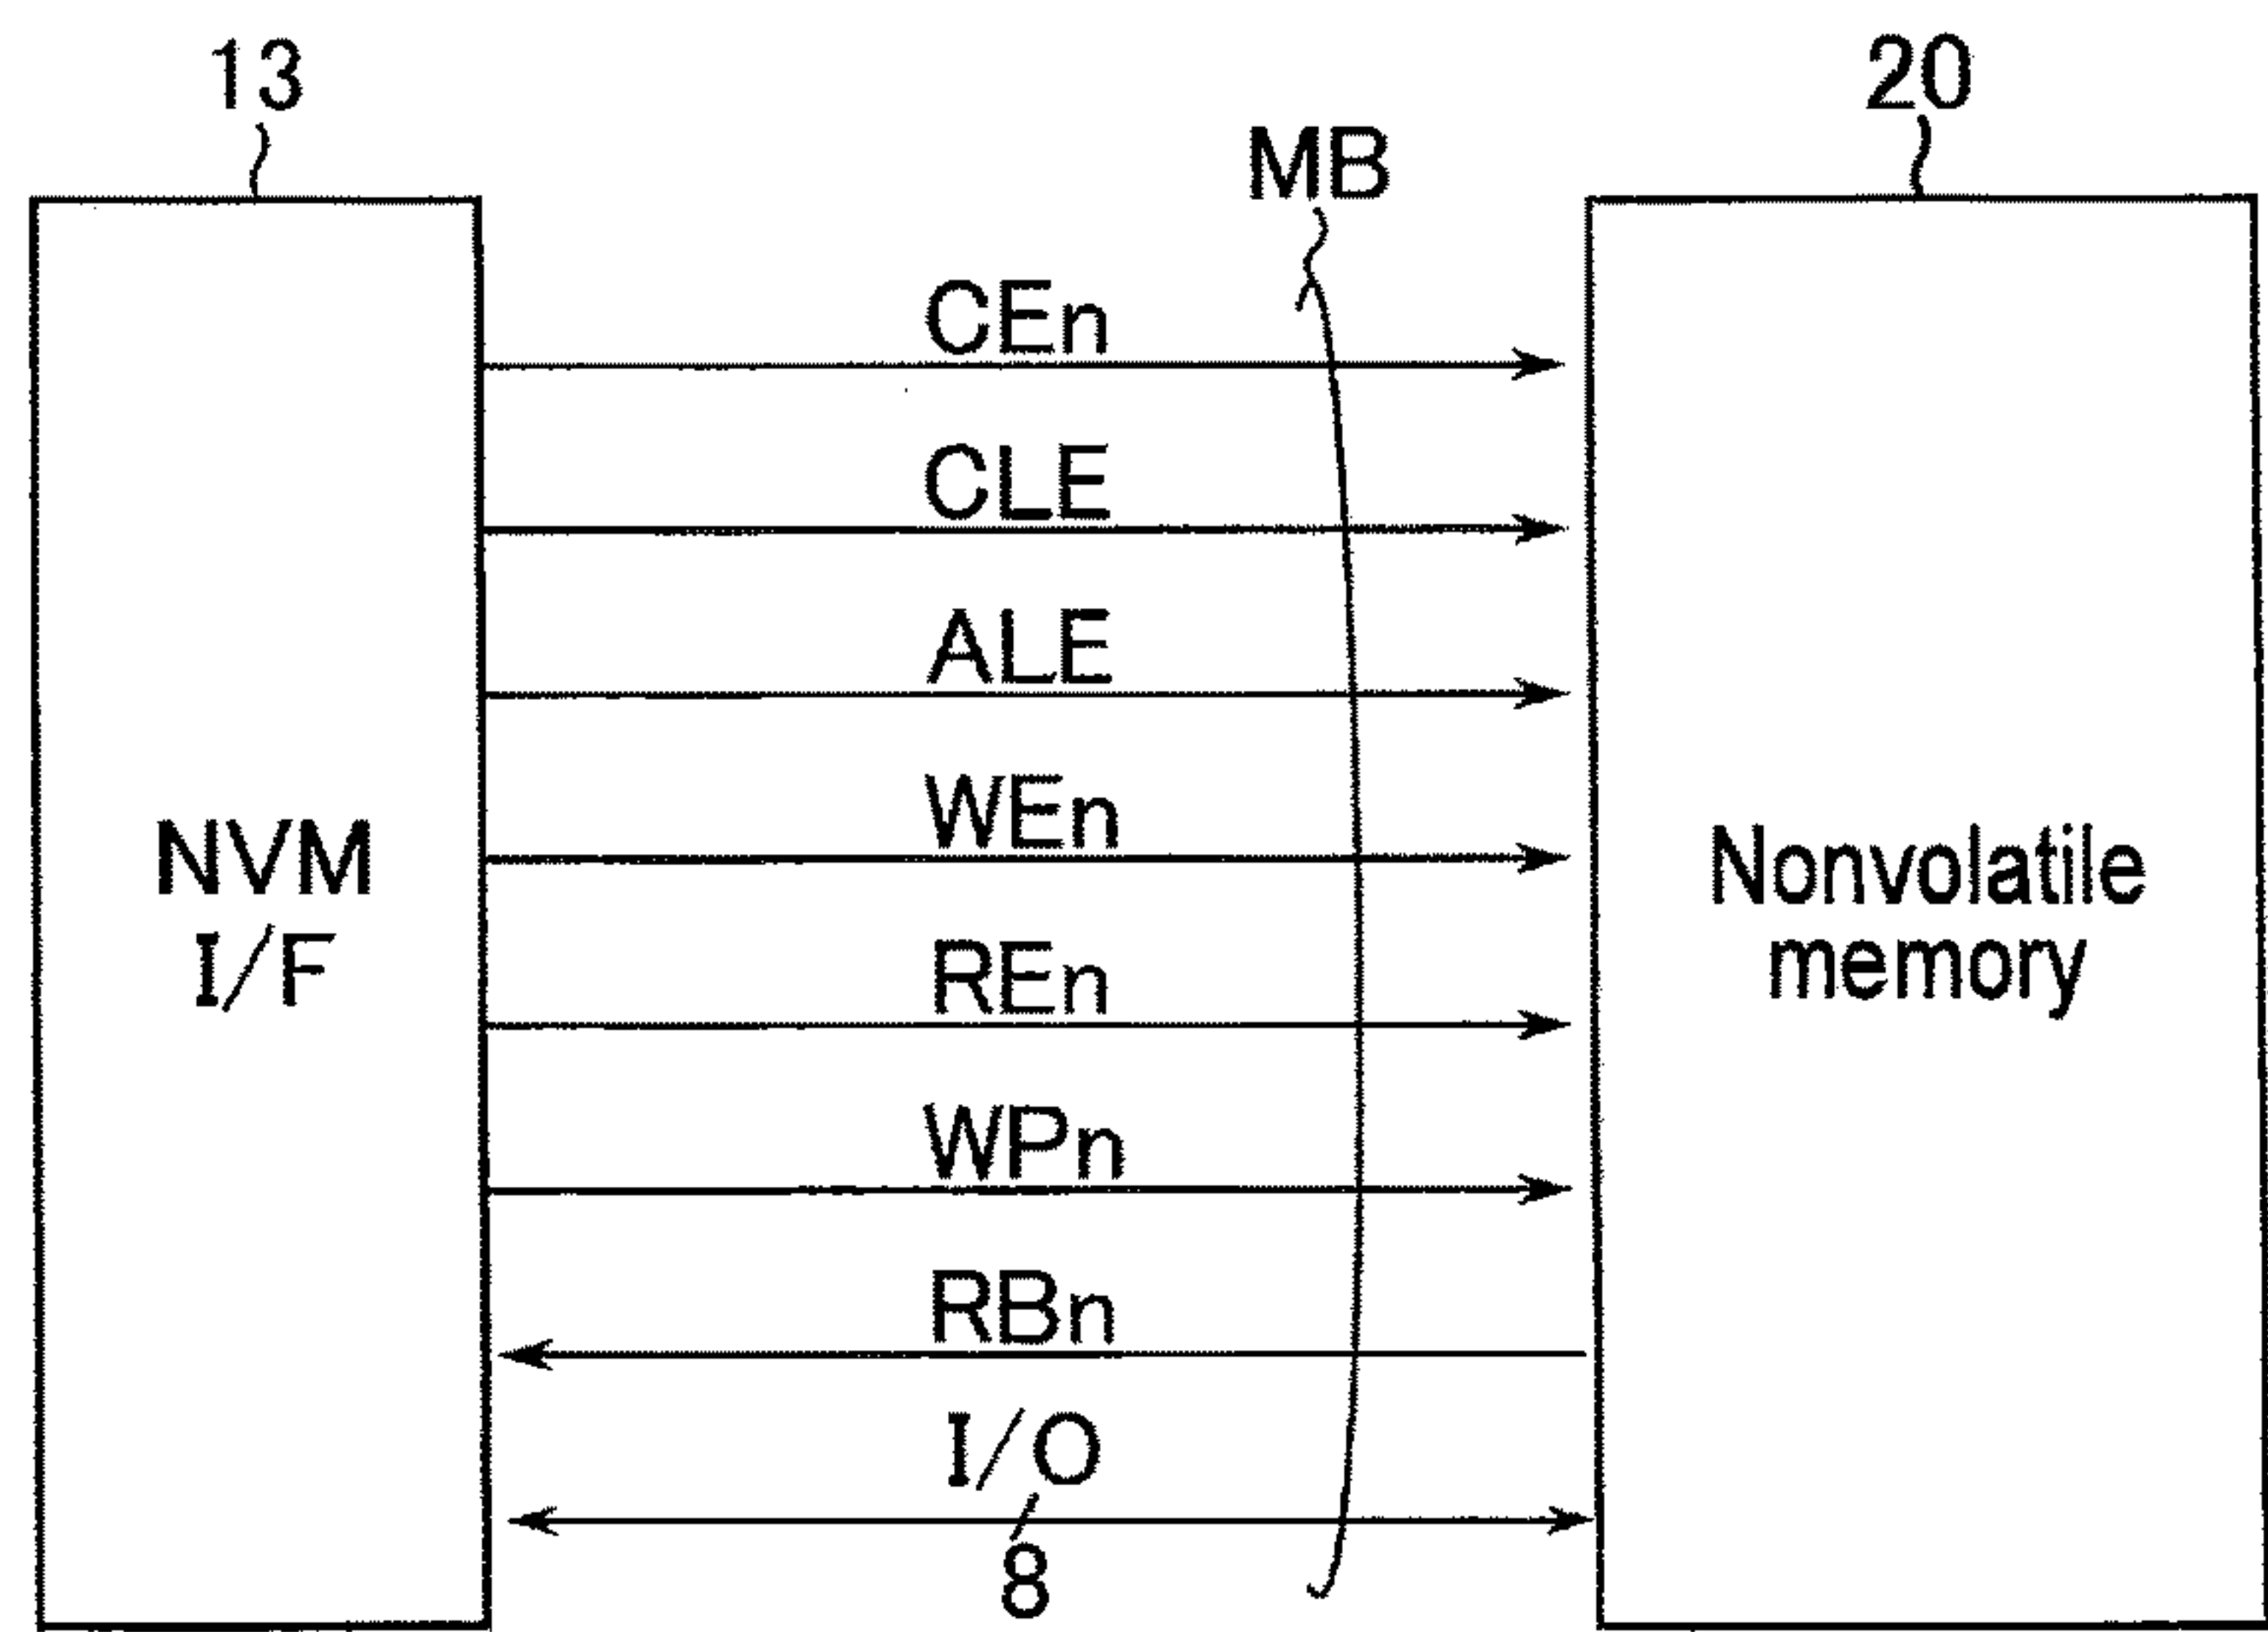 13
20
MB
CEn
CLE
ALE
WEn
NVM
I/F
Nonvolatile
memory
REn
WPn
RBn
I/O
8